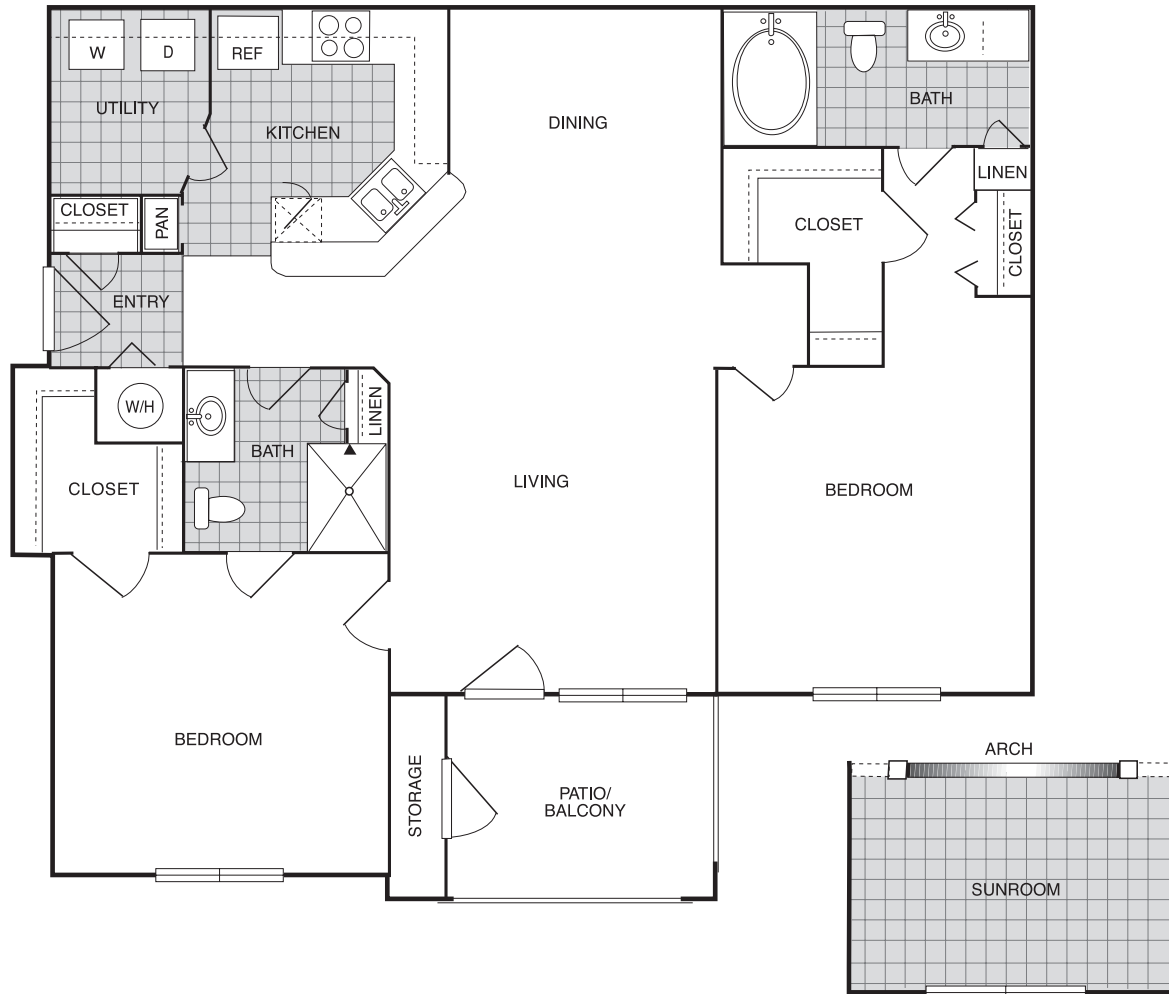 W
D
REF
UTILITY
KITCHEN
DINING
BATH
LINEN
CLOSET
PAN
CLOSET
CLOSET
ENTRY
W/H
LINEN
BATH
CLOSET
LIVING
BEDROOM
BEDROOM
STORAGE
PATIO/
BALCONY
ARCH
SUNROOM